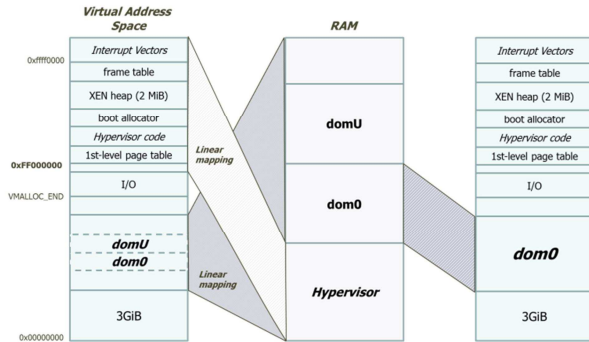 Virtual Address
Space
RAM
0xffff0000
Interrupt Vectors
frame table
XEN heap (2 MiB)
boot allocator
Hypervisor code
1st-level page table
0xFF000000
I/O
VMALLOC_END
domU
dom0
3GiB
0x00000000
Linear
mapping
Linear
mapping
domU
dom0
Hypervisor
Interrupt Vectors
frame table
XEN heap (2 MiB)
boot allocator
Hypervisor code
1st-level page table
I/O
dom0
3GiB